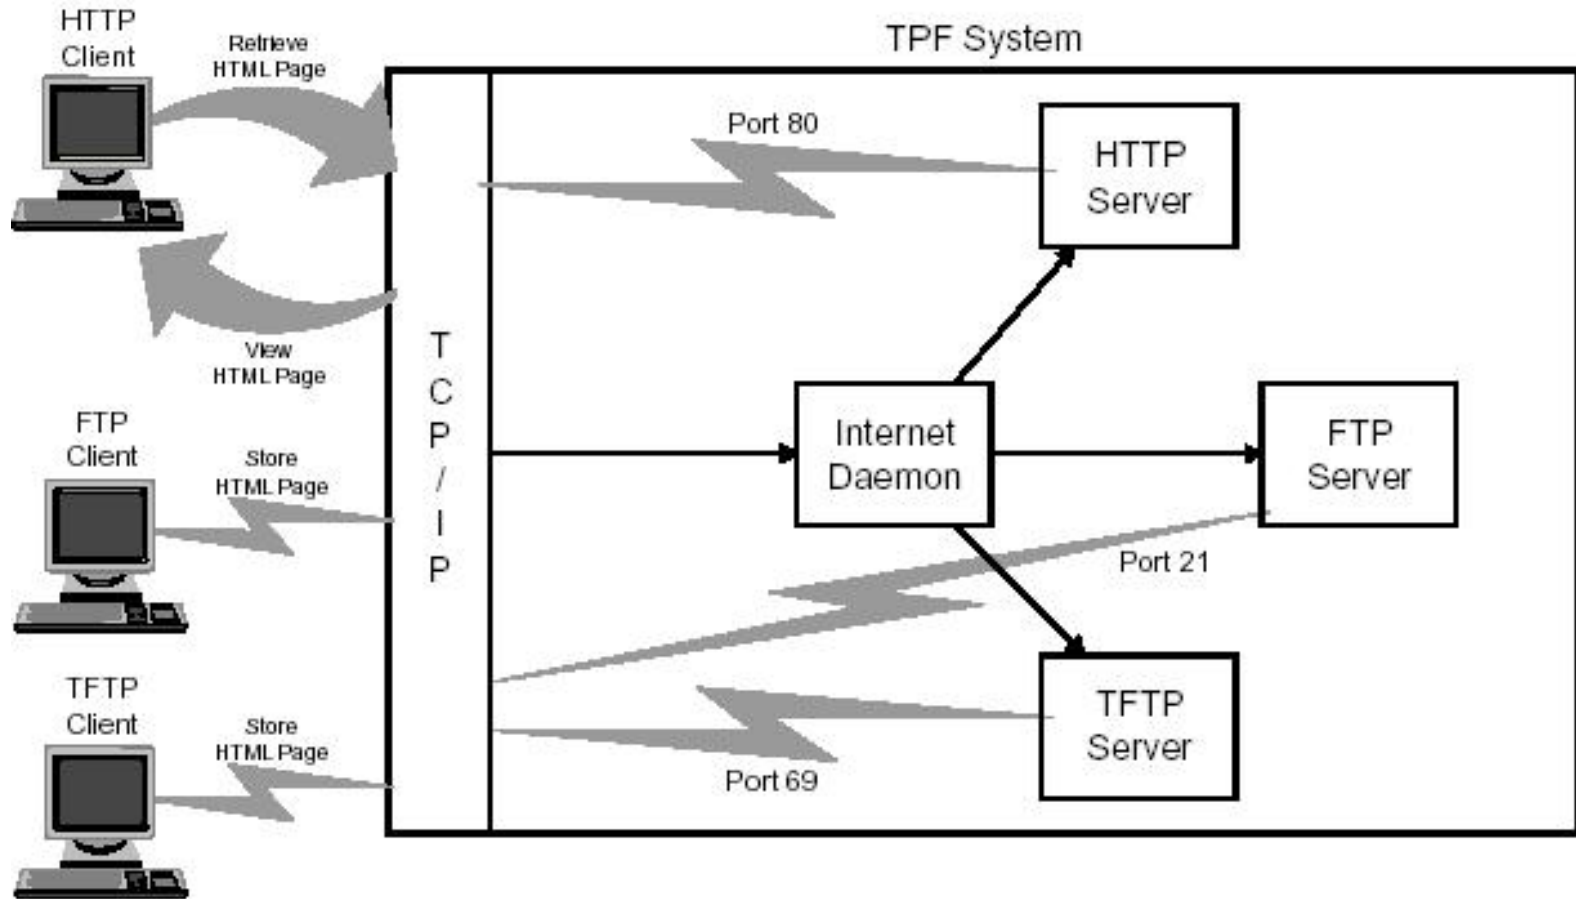 HTTP
Client
Retrieve
HTML Page
View
HTML Page
FTP
Client
Store
HTML Page
TFTP
Client
Store
HTML Page
TPF System
T
C
P
/
I
P
Port 80
HTTP
Server
Internet
Daemon
FTP
Server
Port 21
TFTP
Server
Port 69